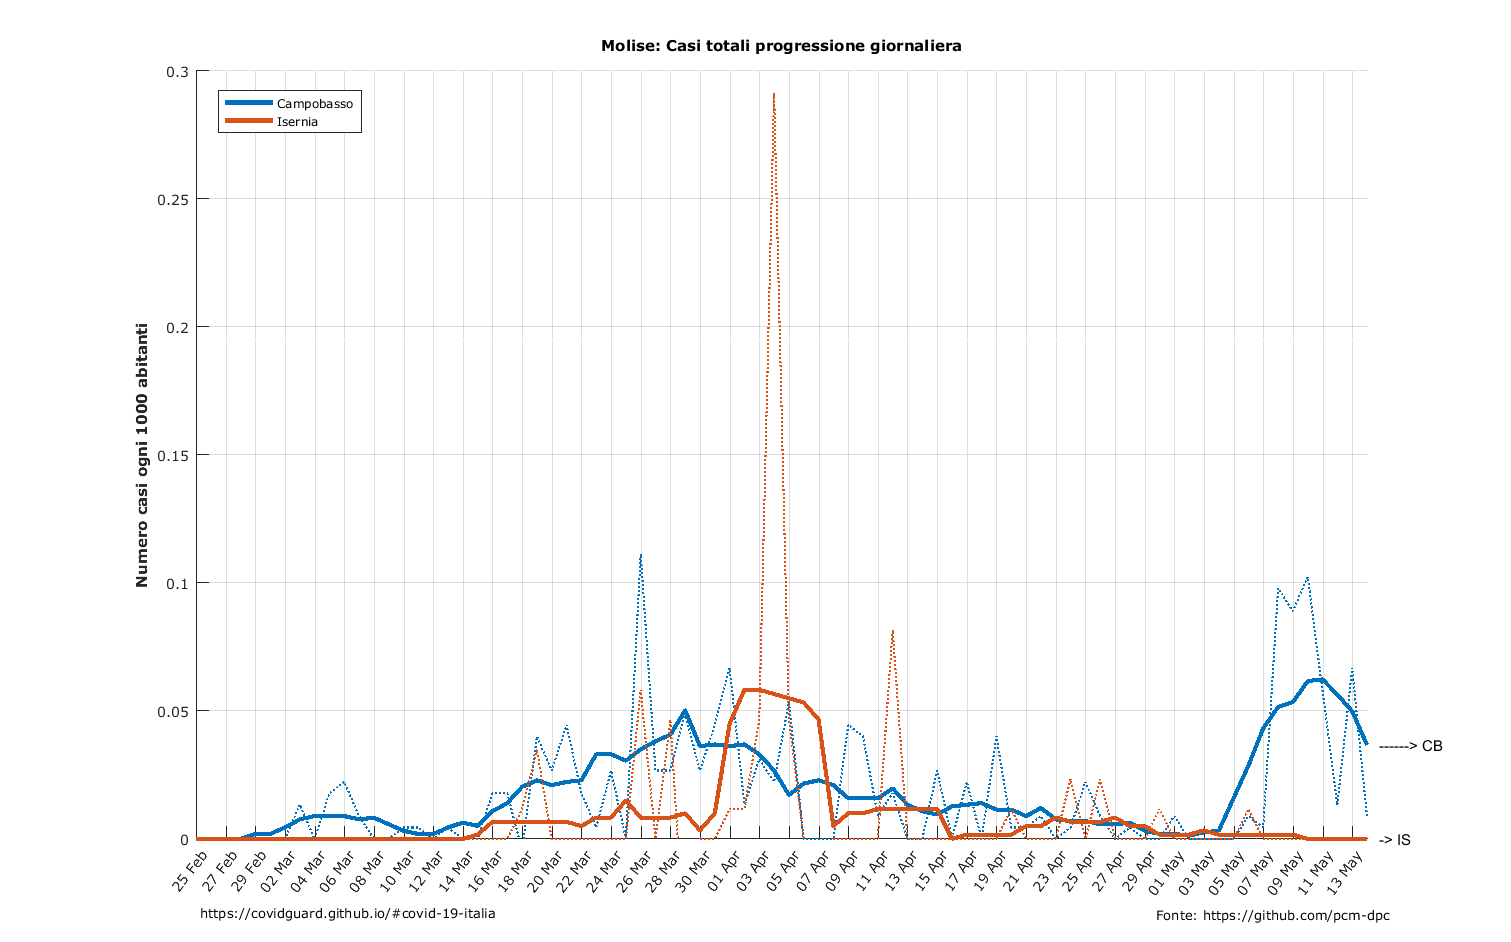 Molise: Casi totali progressione giornaliera
Campobasso
Isernia
Numero casi ogni 1000 abitanti
0.3
0.25
0.2
0.15
0.1
0.05
0
25 Feb
27 Feb
29 Feb
02 Mar
04 Mar
06 Mar
08 Mar
10 Mar
12 Mar
14 Mar
16 Mar
18 Mar
20 Mar
22 Mar
24 Mar
26 Mar
28 Mar
30 Mar
01 Apr
03 Apr
05 Apr
07 Apr
09 Apr
11 Apr
13 Apr
15 Apr
17 Apr
19 Apr
21 Apr
23 Apr
25 Apr
27 Apr
29 Apr
01 May
03 May
05 May
07 May
09 May
11 May
13 May
------> CB
-> IS
https://covidguard.github.io/#covid-19-italia
Fonte: https://github.com/pcm-dpc